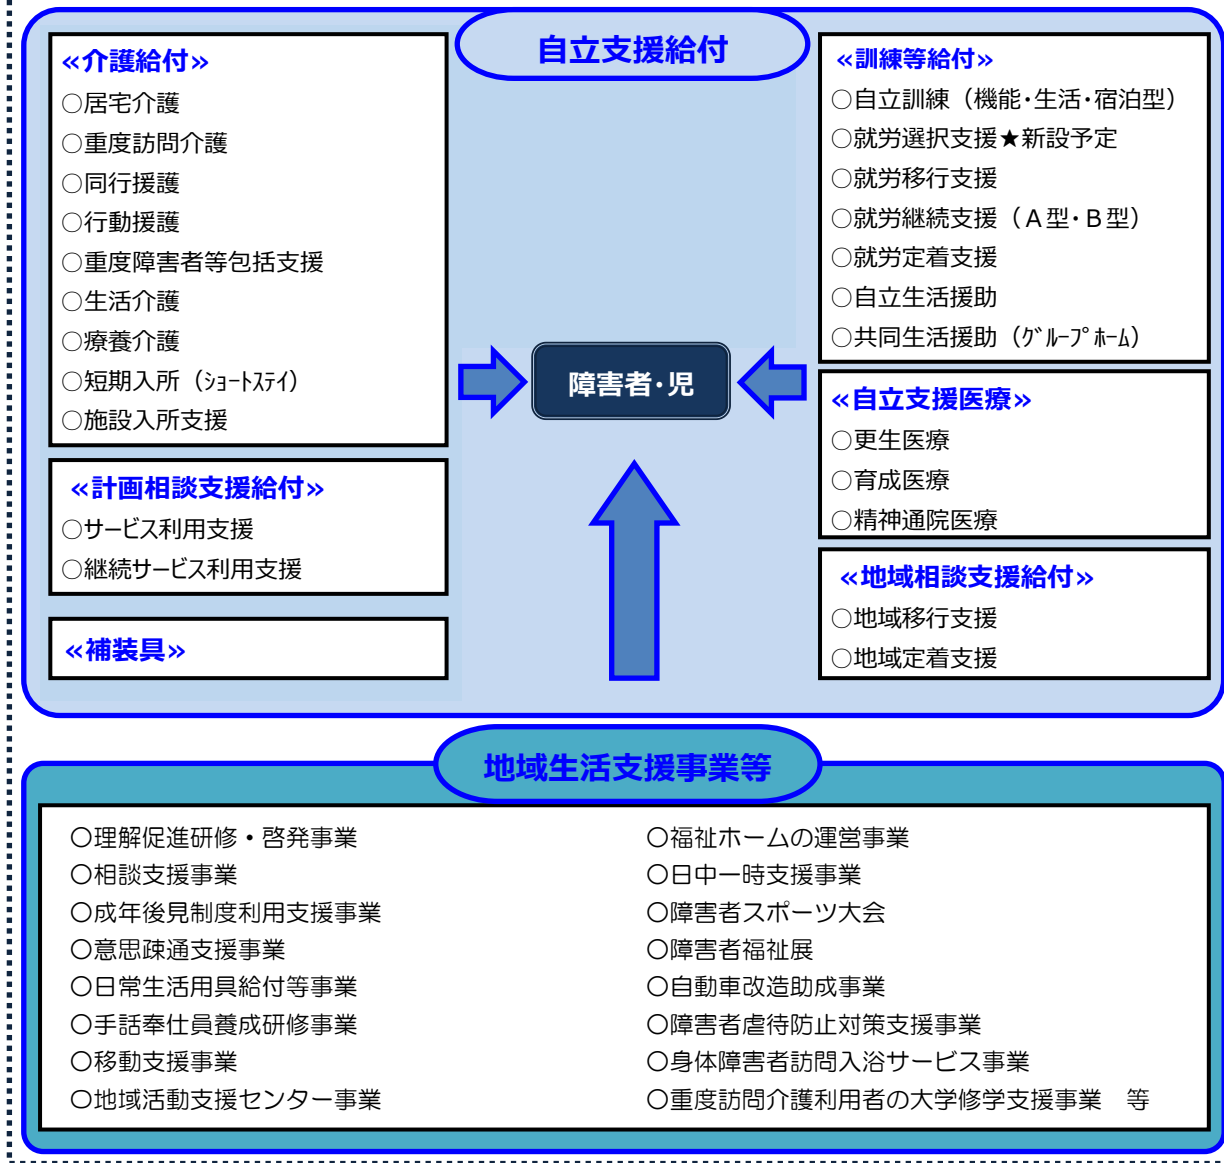 自立支援給付
≪介護給付≫
○居宅介護
○重度訪問介護
○同行援護
○行動援護
○重度障害者等包括支援
○生活介護
○療養介護
○短期入所（ｼｮｰﾄｽﾃｲ）
○施設入所支援
≪計画相談支援給付≫
○サービス利用支援
○継続サービス利用支援
≪補装具≫
障害者・児
≪訓練等給付≫
○自立訓練（機能・生活・宿泊型）
○就労選択支援★新設予定
○就労移行支援
○就労継続支援（Ａ型・Ｂ型）
○就労定着支援
○自立生活援助
○共同生活援助（ｸﾞﾙｰﾌﾟﾎｰﾑ）
≪自立支援医療≫
○更生医療
○育成医療
○精神通院医療
≪地域相談支援給付≫
○地域移行支援
○地域定着支援
地域生活支援事業等
○理解促進研修・啓発事業
○相談支援事業
○成年後見制度利用支援事業
○意思疎通支援事業
○日常生活用具給付等事業
○手話奉仕員養成研修事業
○移動支援事業
○地域活動支援センター事業
○福祉ホームの運営事業
○日中一時支援事業
○障害者スポーツ大会
○障害者福祉展
○自動車改造助成事業
○障害者虐待防止対策支援事業
○身体障害者訪問入浴サービス事業
○重度訪問介護利用者の大学修学支援事業　等